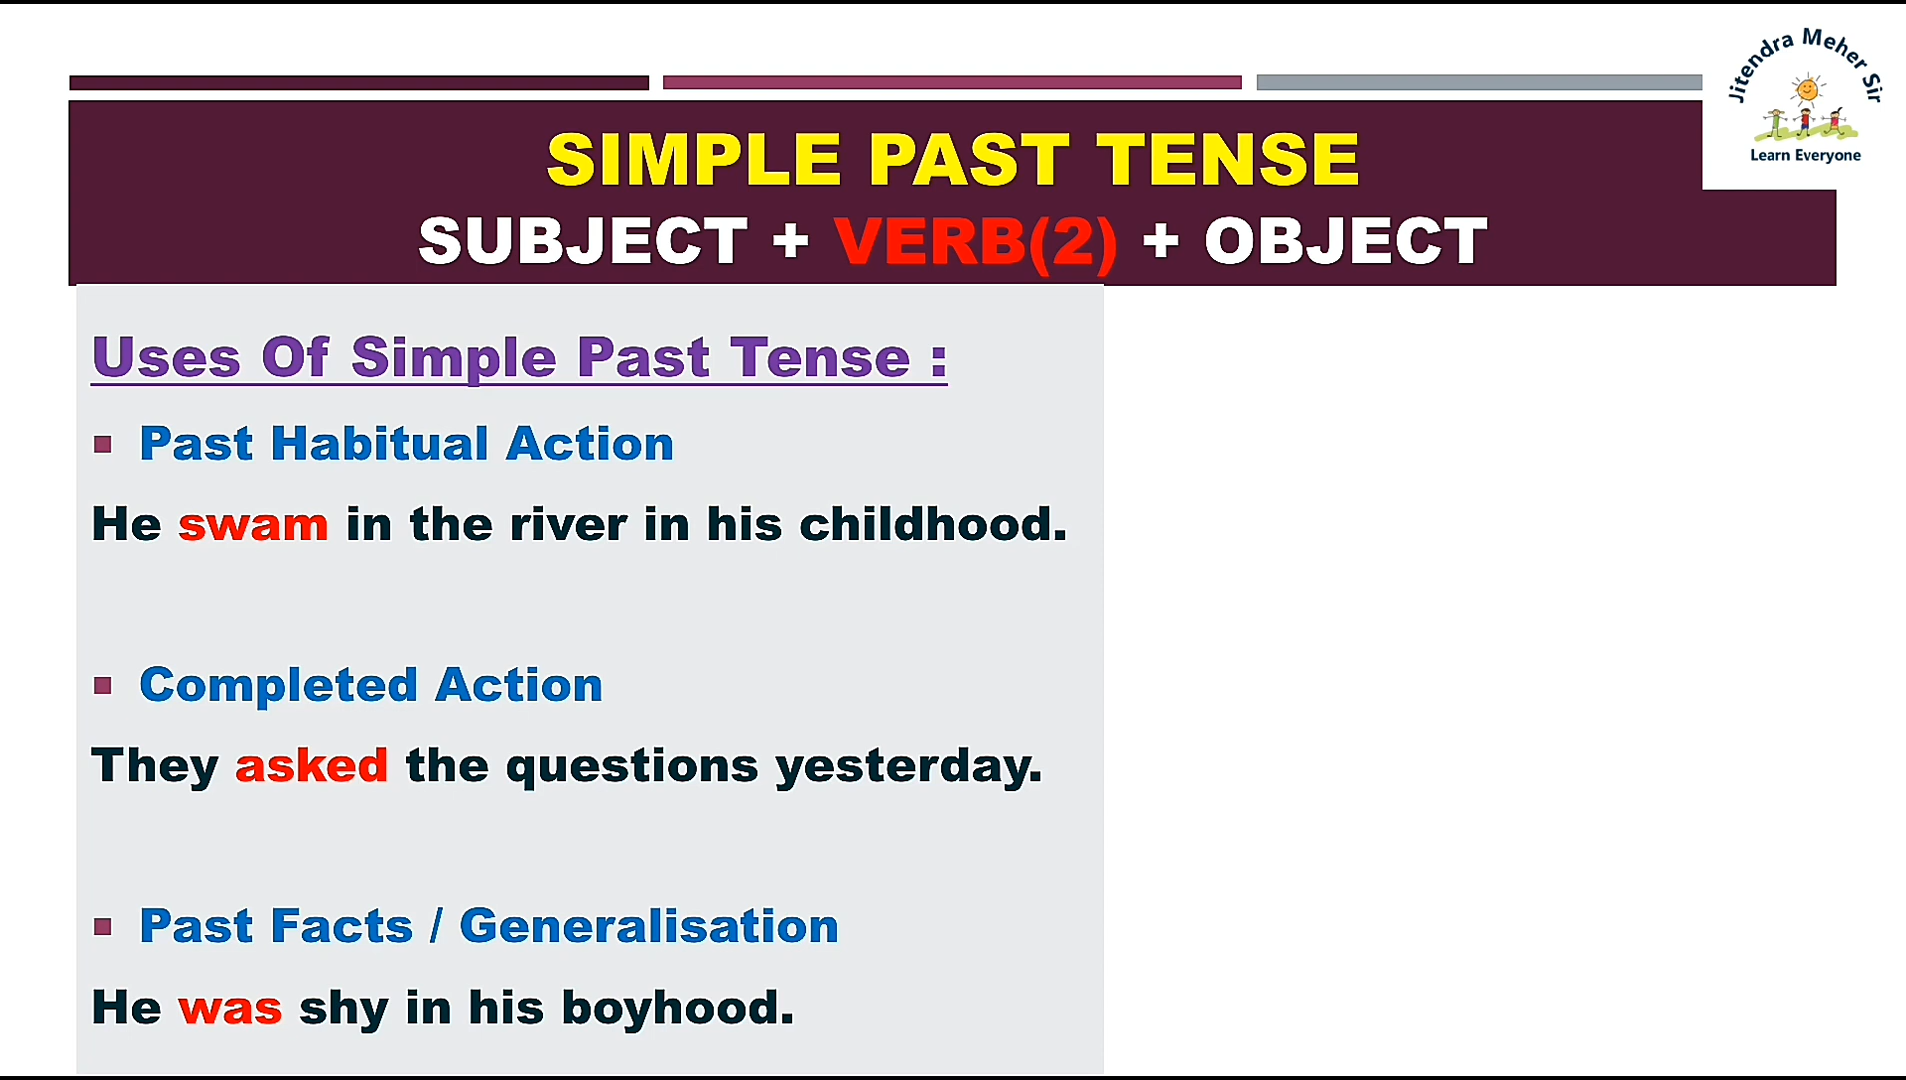 Jitendra Meher Sir
Learn Everyone
SIMPLE PAST TENSE
SUBJECT + VERB(2) + OBJECT
Uses Of Simple Past Tense :
▪ Past Habitual Action
He swam in the river in his childhood.
▪ Completed Action
They asked the questions yesterday.
▪ Past Facts / Generalisation
He was shy in his boyhood.